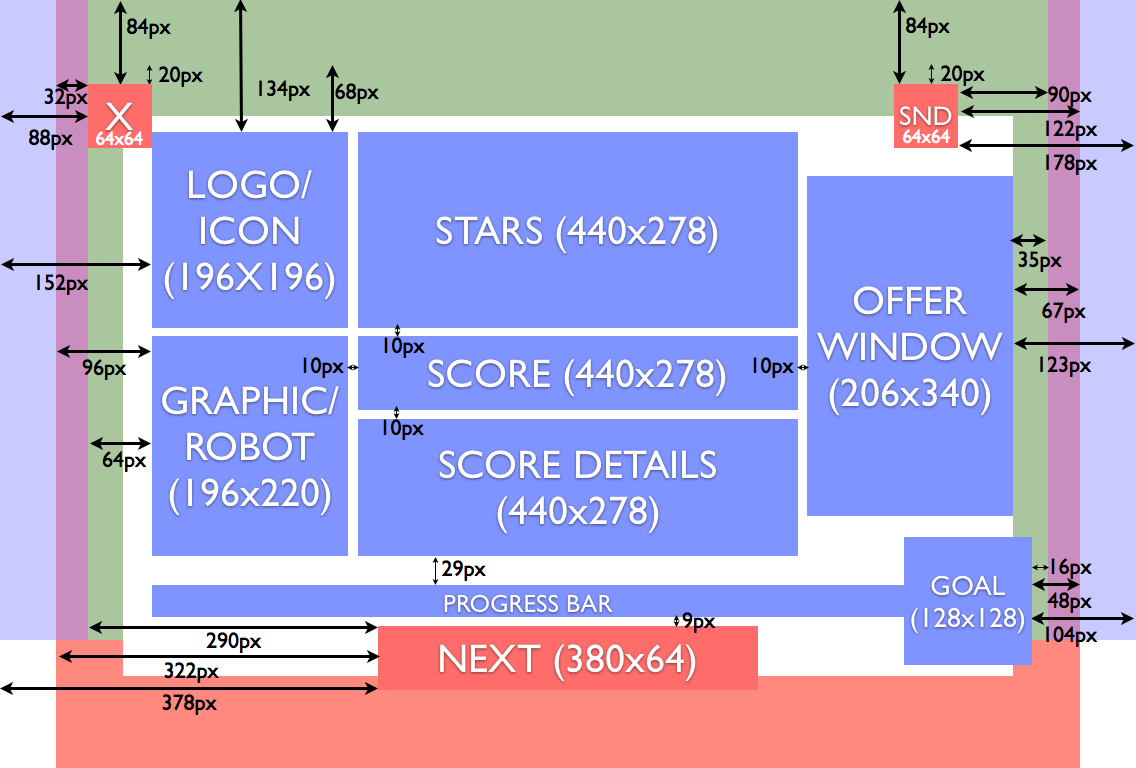 84px
84px
20px
20px
134px
68px
32px
90px
X
64x64
SND
64x64
88px
122px
178px
LOGO/
ICON
(196X196)
STARS (440x278)
35px
152px
67px
OFFER
WINDOW
(206x340)
10px
96px
10px
SCORE (440x278)
10px
123px
GRAPHIC/
ROBOT
(196x220)
10px
64px
SCORE DETAILS
(440x278)
29px
16px
GOAL
(128x128)
48px
PROGRESS BAR
9px
104px
290px
NEXT (380x64)
322px
378px